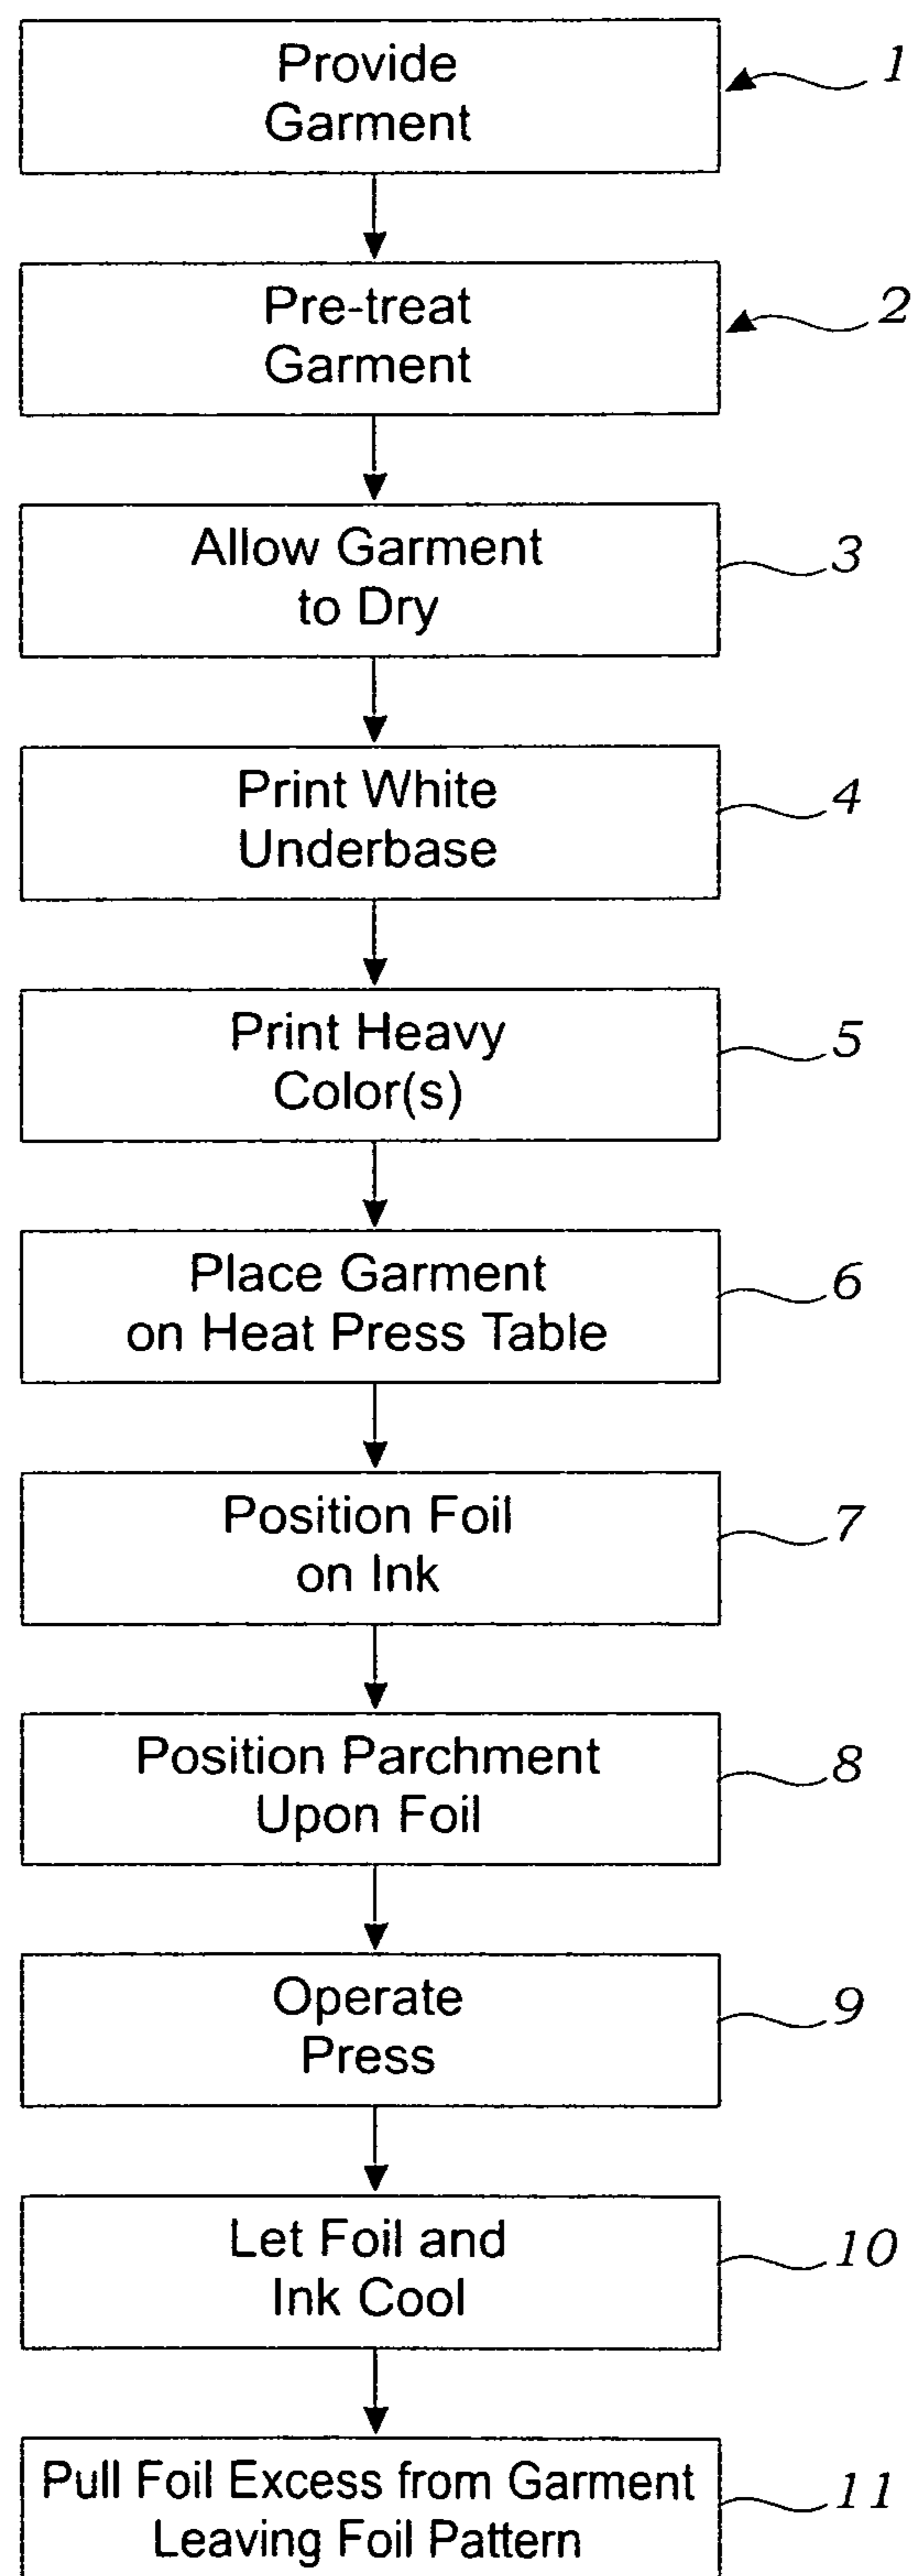 Provide
Garment
1
Pre-treat
Garment
2
Allow Garment
to Dry
3
Print White
Underbase
4
Print Heavy
Color(s)
5
Place Garment
on Heat Press Table
6
Position Foil
on Ink
7
Position Parchment
Upon Foil
8
Operate
Press
9
Let Foil and
Ink Cool
10
Pull Foil Excess from Garment
Leaving Foil Pattern
11